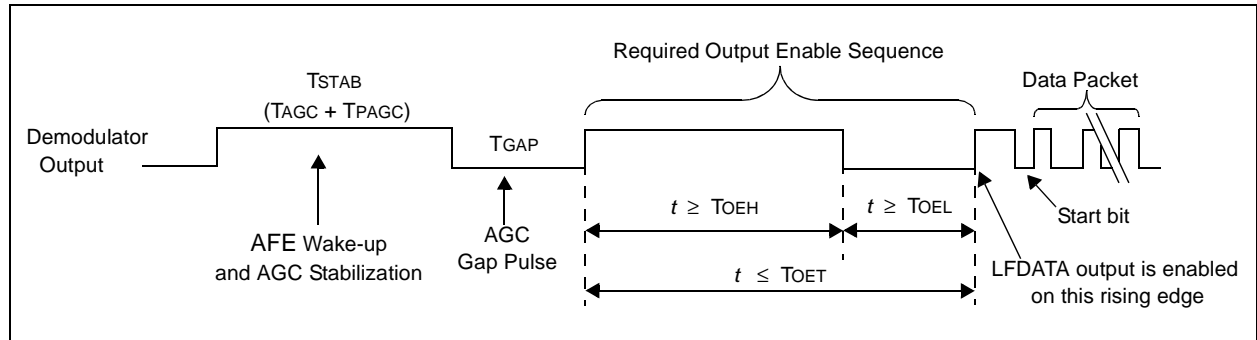 Required Output Enable Sequence
Data Packet
TSTAB
(TAGC + TPAGC)
Demodulator
Output
TGAP
t ≥ TOEH
t ≥ TOEL
Start bit
AFE Wake-up
and AGC Stabilization
AGC
Gap Pulse
t ≤ TOET
LFDATA output is enabled
on this rising edge